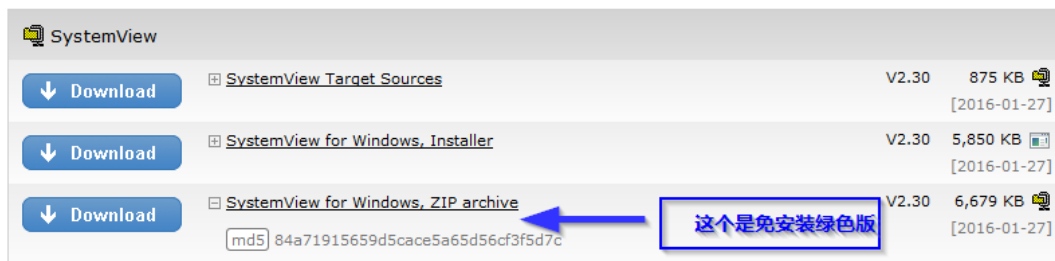 SystemView
Download SystemView Target Sources V2.30 875 KB
[2016-01-27]
Download SystemView for Windows, Installer V2.30 5,850 KB
[2016-01-27]
Download SystemView for Windows, ZIP archive V2.30 6,679 KB
这个是免安装绿色版 [2016-01-27]
md5 84a71915659d5cace5a65d56cf3f5d7c